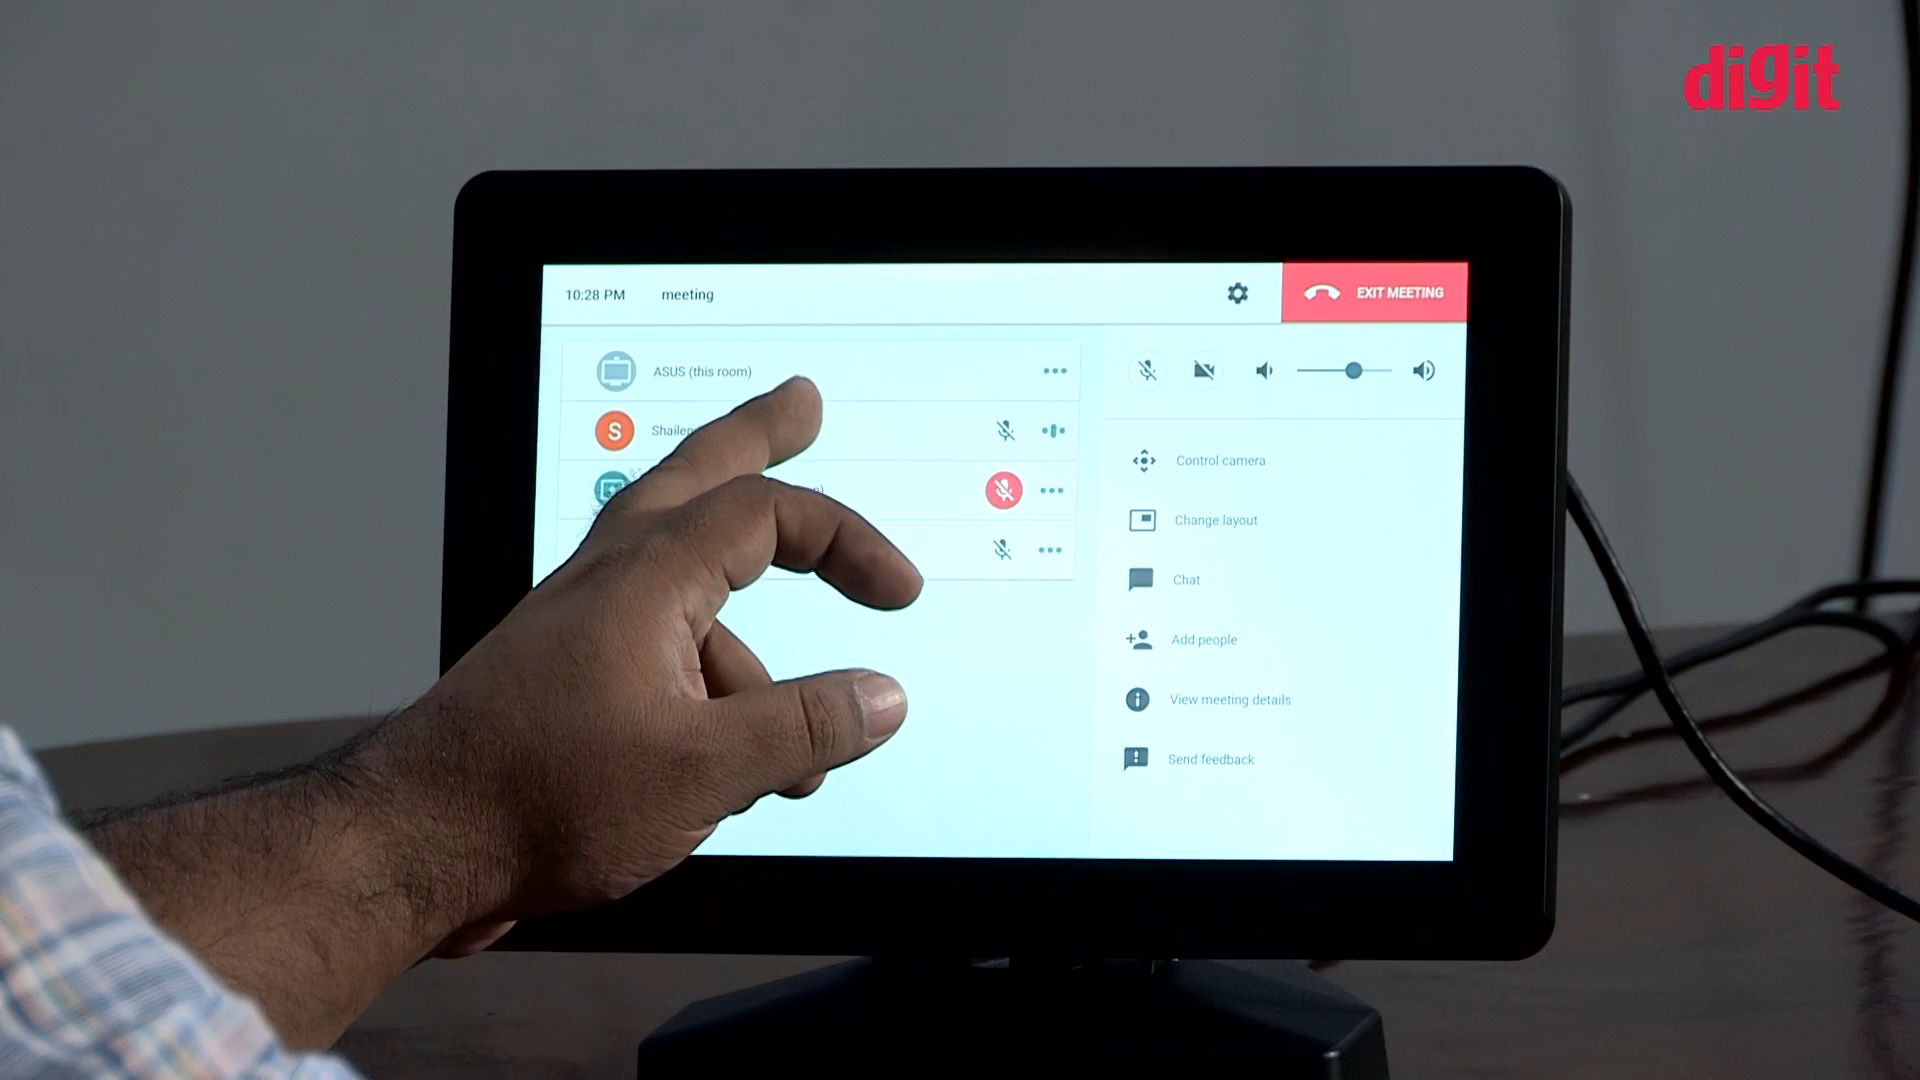 digit
10:28 PM meeting EXIT MEETING
ASUS (this room)
S
Control camera
Change layout
Chat
Add people
View meeting details
Send feedback